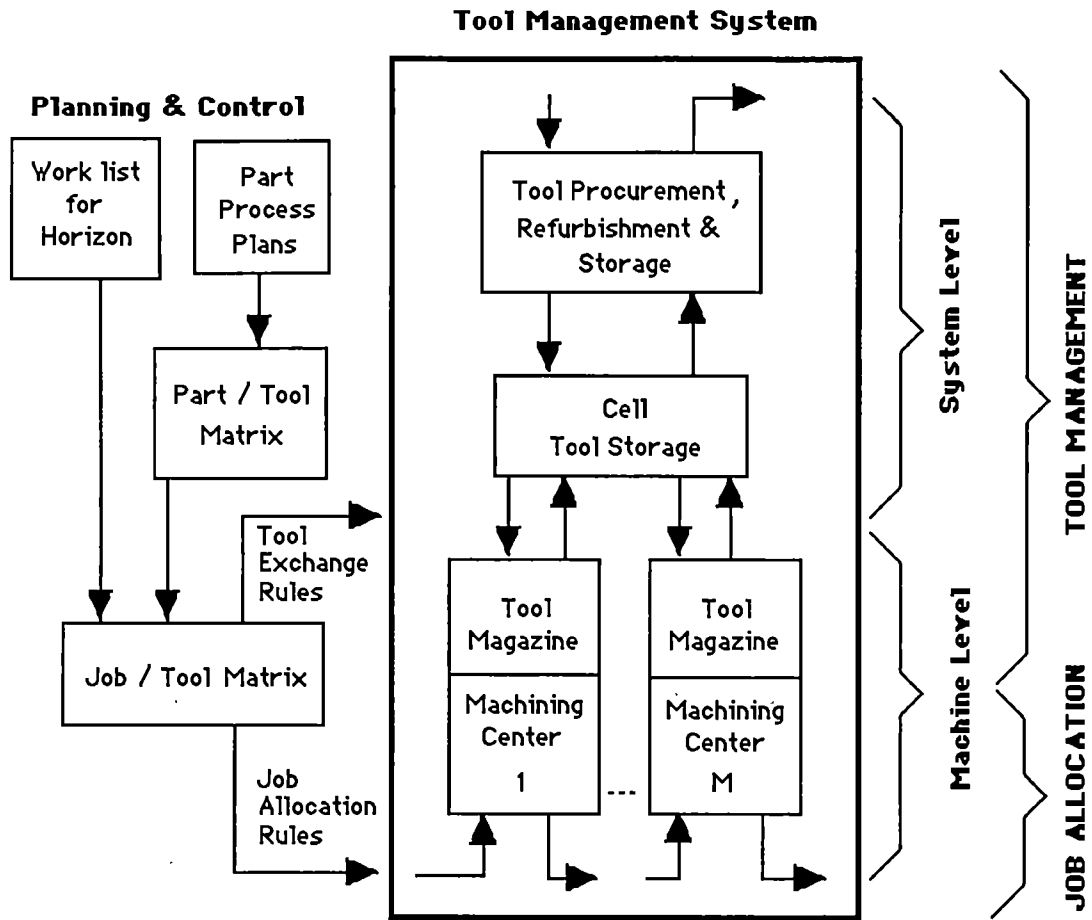 Tool Management System
Planning & Control
Work list
for
Horizon
Part
Process
Plans
Part / Tool
Matrix
Job / Tool Matrix
Tool
Exchange
Rules
Job
Allocation
Rules
Tool Procurement,
Refurbishment &
Storage
Cell
Tool Storage
Tool
Magazine
Machining
Center
1
----
Tool
Magazine
Machining
Center
M
System Level
Machine Level
TOOL MANAGEMENT
JOB ALLOCATION